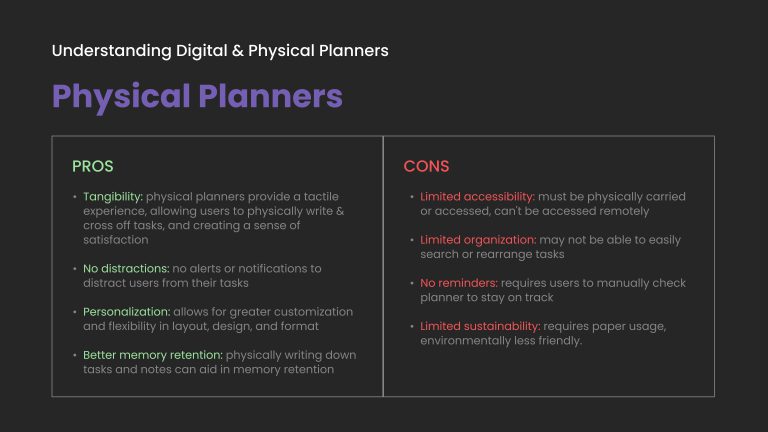 Understanding Digital & Physical Planners
Physical Planners
PROS
• Tangibility: physical planners provide a tactile
experience, allowing users to physically write &
cross off tasks, and creating a sense of
satisfaction
• No distractions: no alerts or notifications to
distract users from their tasks
• Personalization: allows for greater customization
and flexibility in layout, design, and format
• Better memory retention: physically writing down
tasks and notes can aid in memory retention
CONS
• Limited accessibility: must be physically carried
or accessed, can't be accessed remotely
• Limited organization: may not be able to easily
search or rearrange tasks
• No reminders: requires users to manually check
planner to stay on track
• Limited sustainability: requires paper usage,
environmentally less friendly.